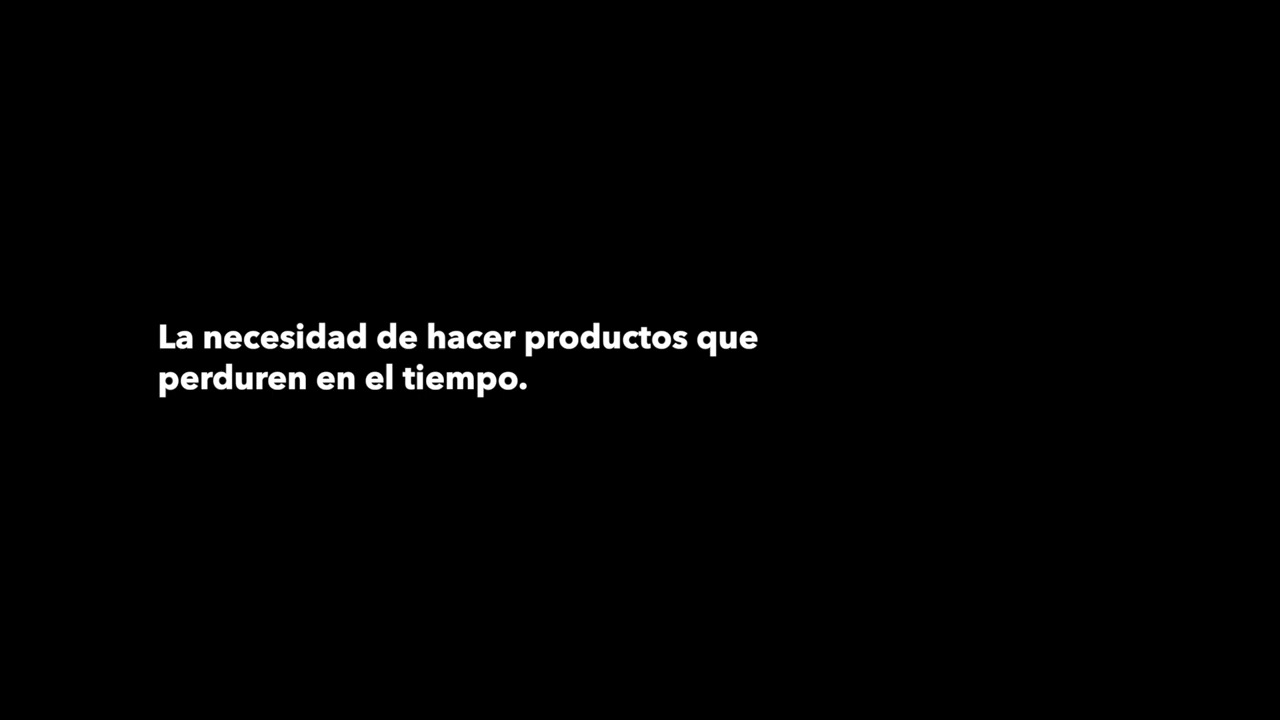 La necesidad de hacer productos que
perduren en el tiempo.